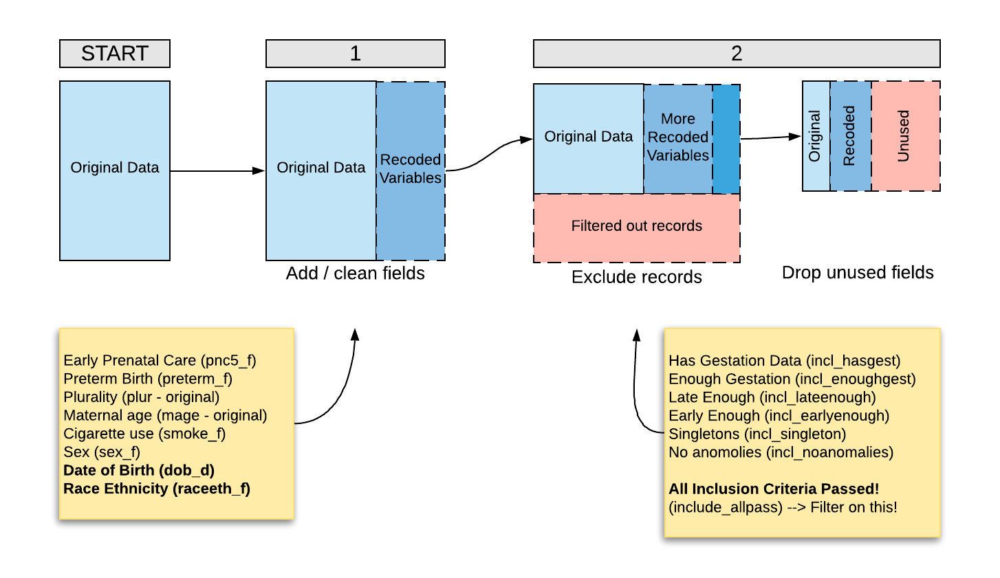 START
1
2
Original Data
Original Data
Recoded
Variables
Original Data
More
Recoded
Variables
Filtered out records
Original
Recoded
Unused
Add / clean fields
Exclude records
Drop unused fields
Early Prenatal Care (pnc5_f)
Preterm Birth (preterm_f)
Plurality (plur - original)
Maternal age (mage - original)
Cigarette use (smoke_f)
Sex (sex_f)
Date of Birth (dob_d)
Race Ethnicity (raceeth_f)
Has Gestation Data (incl_hasgest)
Enough Gestation (incl_enoughgest)
Late Enough (incl_lateenough)
Early Enough (incl_earlyenough)
Singletons (incl_singleton)
No anomolies (incl_noanomalies)
All Inclusion Criteria Passed!
(include_allpass) --> Filter on this!